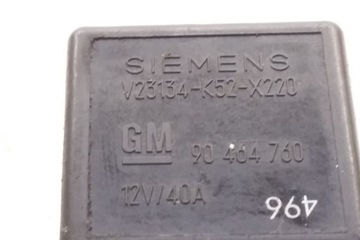 SIEMENS
V23134-K52-X220
GM 90 464 760
12V/40A
496